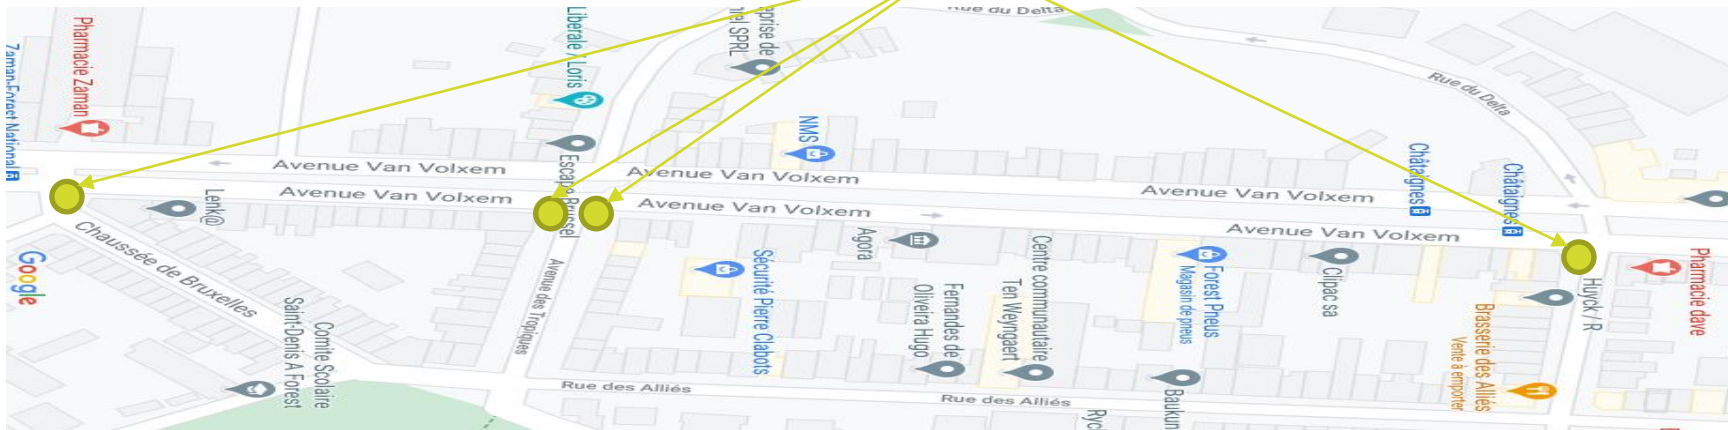 Rue du Delta
Rue du Delta
Pharmacie Zaman
Zaman-Forest National
Libérale / Loris
eprise de
riel SPRL
NMS
Escape Brussel
Avenue Van Volxem
Avenue Van Volxem
Avenue Van Volxem
Avenue Van Volxem
Avenue Van Volxem
Avenue Van Volxem
Châtaignes
Châtaignes
Lenk@
Chaussée de Bruxelles
Google
Comité Scolaire
Saint-Denis A Forest
Avenue des Tropiques
Sécurité Pierre Clabots
Agora
Fernandes de
Oliveira Hugo
Centre communautaire
Ten Weyngaert
Forest Pneus
Magasin de pneus
Clipac sa
Huyck / R
Pharmacie dave
Brasserie des Alliés
Vente à emporter
Rue des Alliés
Rue des Alliés
Baukun
Rycl